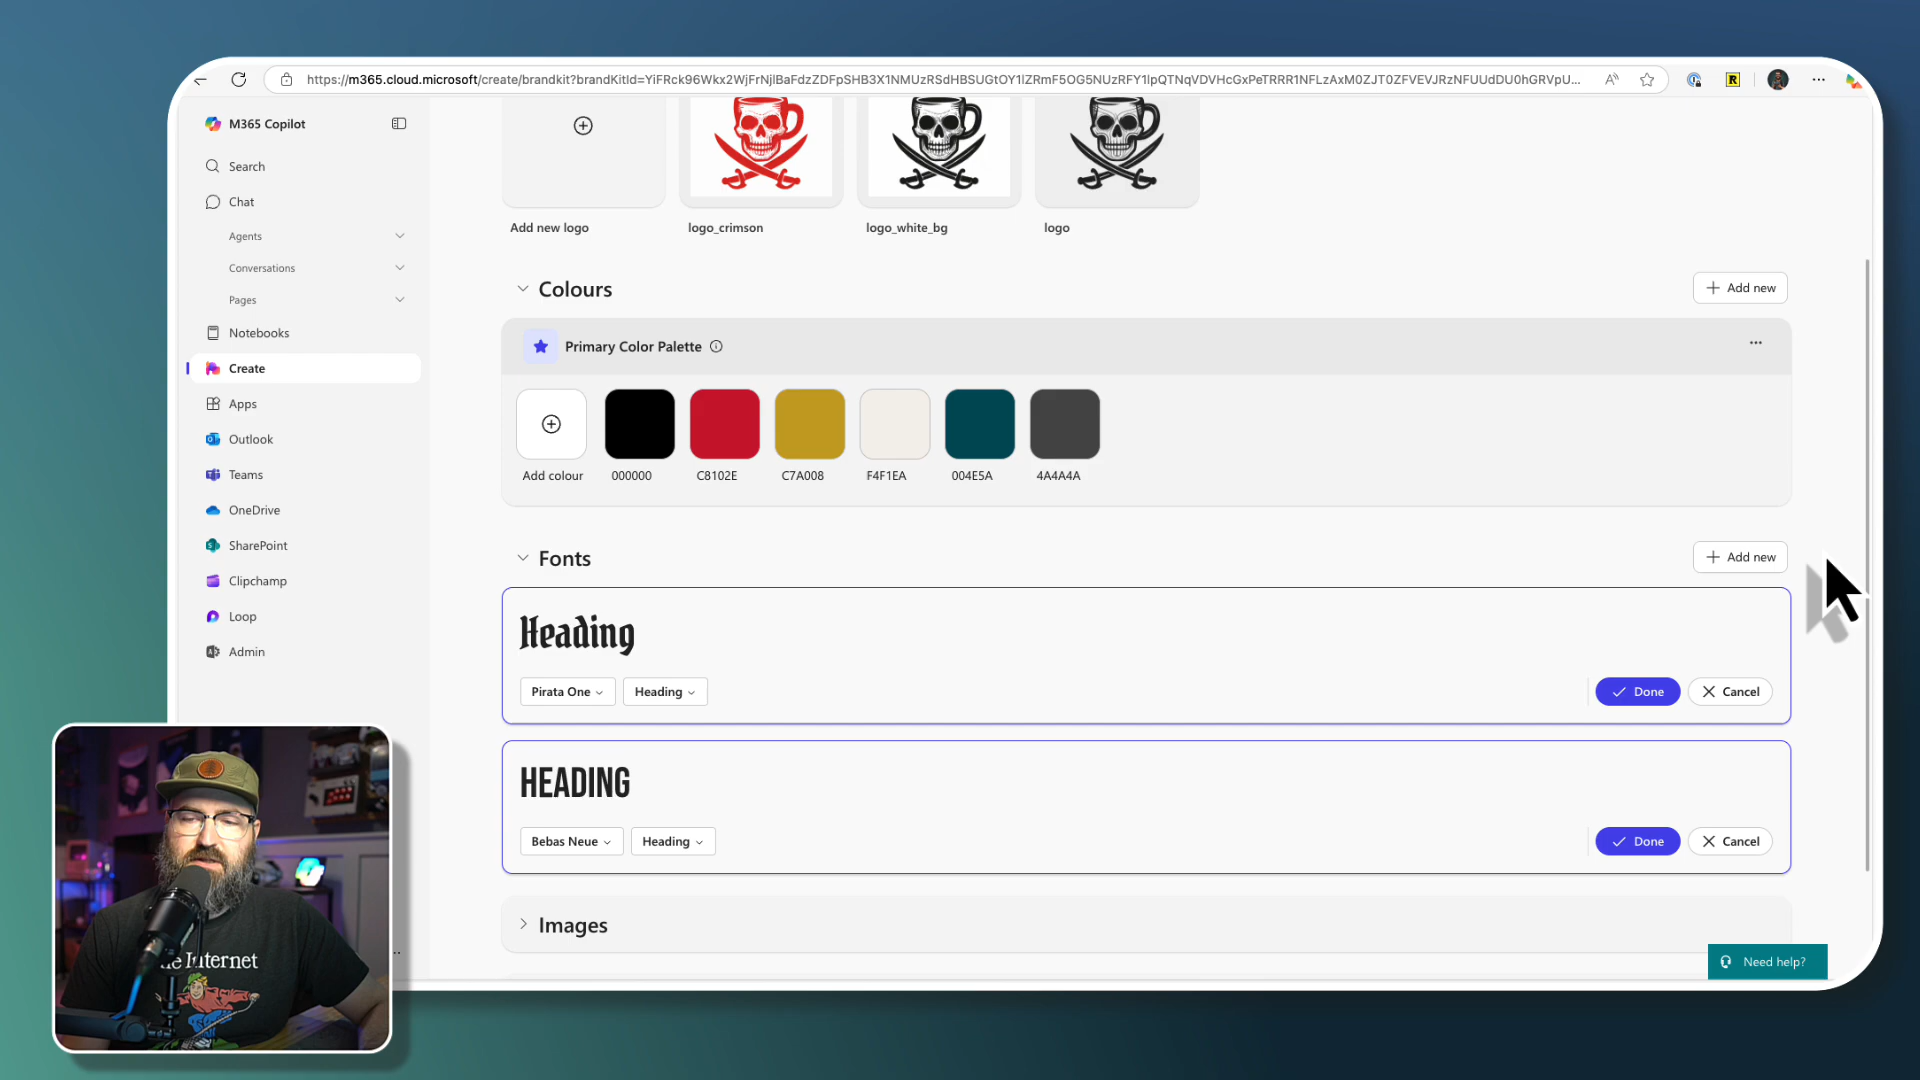 https://m365.cloud.microsoft/create/brandkit?brandKitId=YiFRck96Wkx2WjFrNjlBaFdzZDFpSHB3X1NMUzRSdHBSUGtOY1lZRmF5OG5NUzRFY1lpQTNqVDVHcGxPeTRRR1NFLzAxM0ZJT0ZFVEVJRzNFUUdDU0hGRVpU...
R
M365 Copilot
Search
Chat
Agents
Conversations
Pages
Notebooks
Create
Apps
Outlook
Teams
OneDrive
SharePoint
Clipchamp
Loop
Admin
Add new logo
logo_crimson
logo_white_bg
logo
Colours
Add new
Primary Color Palette
Add colour
000000
C8102E
C7A008
F4F1EA
004E5A
4A4A4A
Fonts
Add new
Heading
Pirata One
Heading
Done
Cancel
HEADING
Bebas Neue
Heading
Done
Cancel
Images
Need help?
Internet